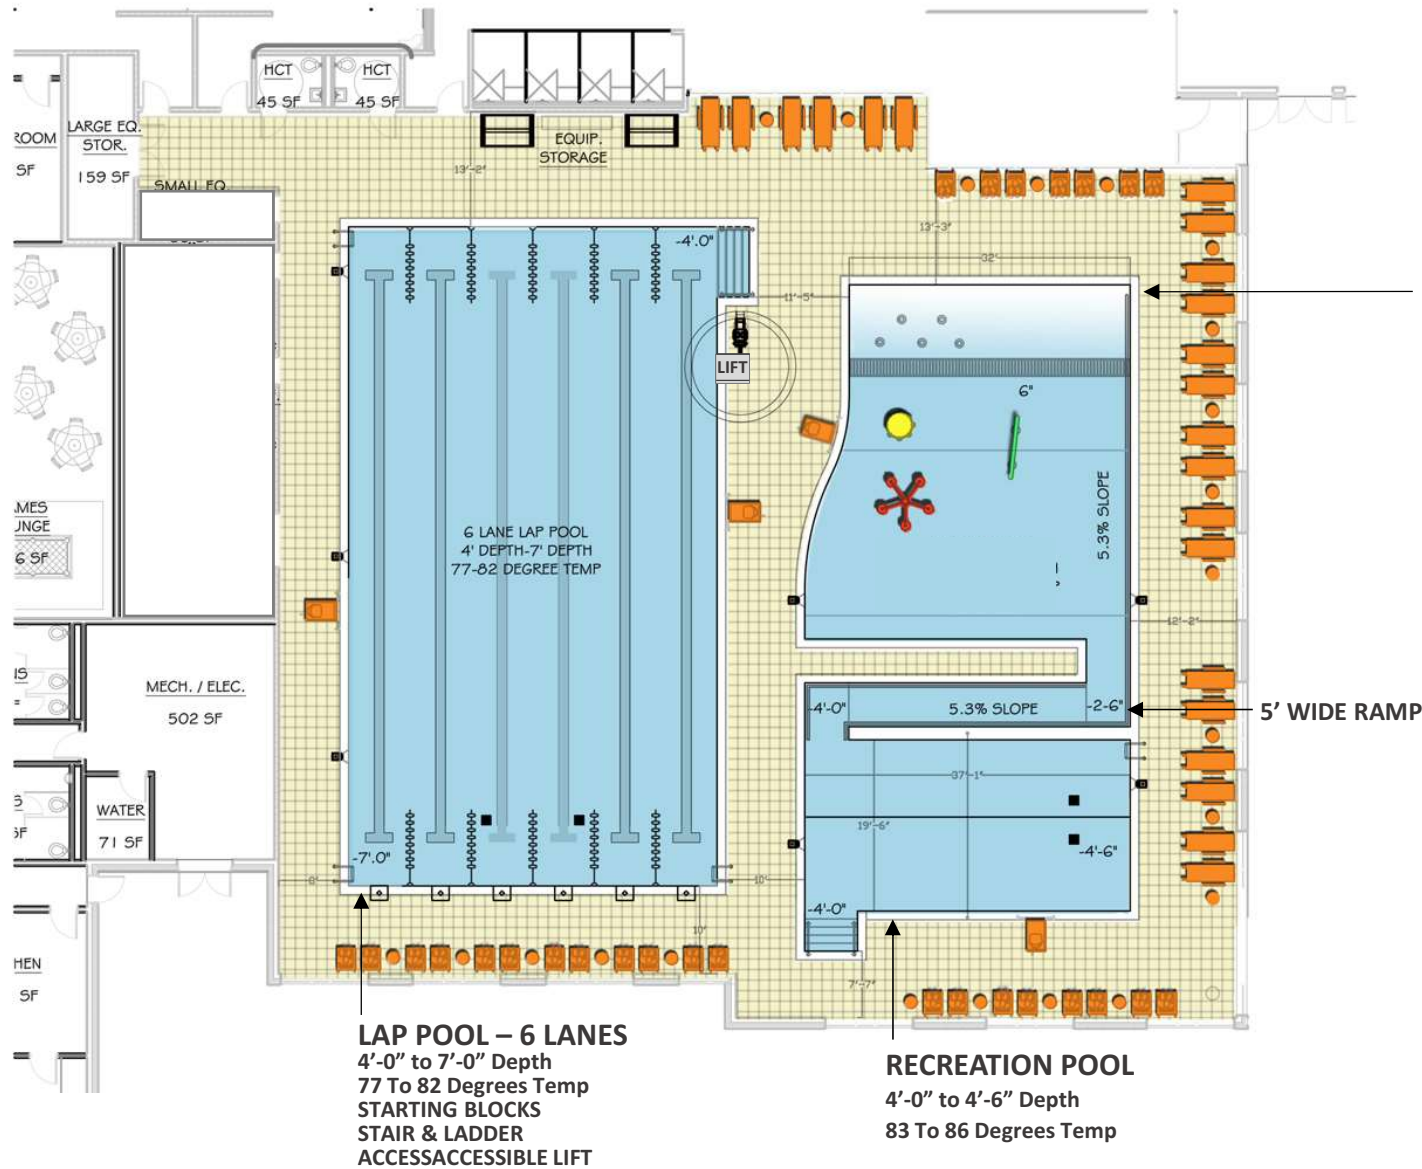 HCT
45 SF
HCT
45 SF
LARGE EQ.
STOR.
159 SF
ROOM
SF
SMALL EQ.
EQUIP.
STORAGE
13'-2"
-4'.0"
13'-3"
32'
11'-5"
LIFT
6"
5.3% SLOPE
6 LANE LAP POOL
4' DEPTH-7' DEPTH
77-82 DEGREE TEMP
UNGE
6 SF
12'-2"
MECH. / ELEC.
502 SF
-4'-0"
5.3% SLOPE
-2-6"
5’ WIDE RAMP
37'-1"
WATER
71 SF
19'-6"
-4'-6"
-7'.0"
8'
10'
-4'-0"
10'
7'-7"
HEN
SF
LAP POOL – 6 LANES
4’-0” to 7’-0” Depth
77 To 82 Degrees Temp
STARTING BLOCKS
STAIR & LADDER
ACCESSACCESSIBLE LIFT
RECREATION POOL
4’-0” to 4’-6” Depth
83 To 86 Degrees Temp